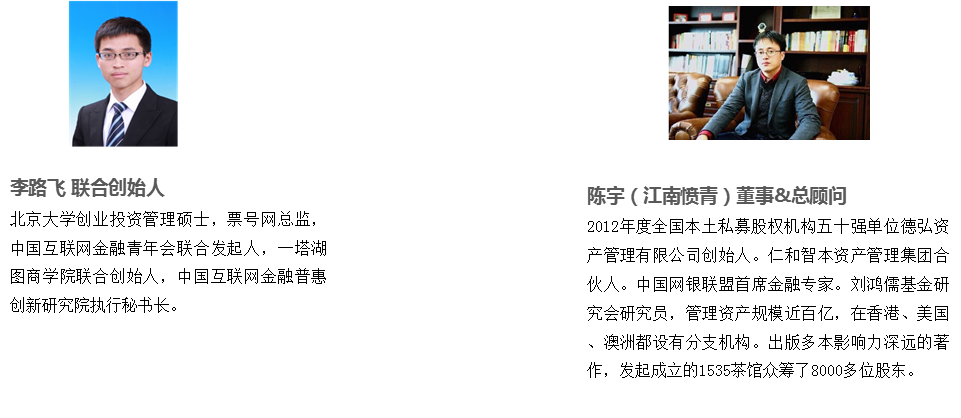 李路飞 联合创始人
北京大学创业投资管理硕士，票号网总监，
中国互联网金融青年会联合发起人，一塔湖
图商学院联合创始人，中国互联网金融普惠
创新研究院执行秘书长。
陈宇（江南愤青）董事&总顾问
2012年度全国本土私募股权机构五十强单位德弘资
产管理有限公司创始人。仁和智本资产管理集团合
伙人。中国网银联盟首席金融专家。刘鸿儒基金研
究会研究员，管理资产规模近百亿，在香港、美国
、澳洲都设有分支机构。出版多本影响力深远的著
作，发起成立的1535茶馆众筹了8000多位股东。